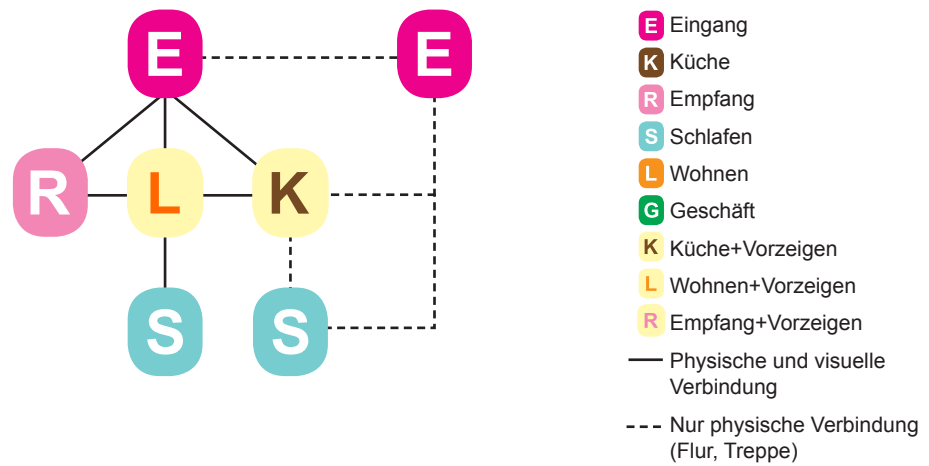 E E
R L K
S S
E Eingang
K Küche
R Empfang
S Schlafen
L Wohnen
G Geschäft
K Küche+Vorzeigen
L Wohnen+Vorzeigen
R Empfang+Vorzeigen
Physische und visuelle
Verbindung
Nur physische Verbindung
(Flur, Treppe)